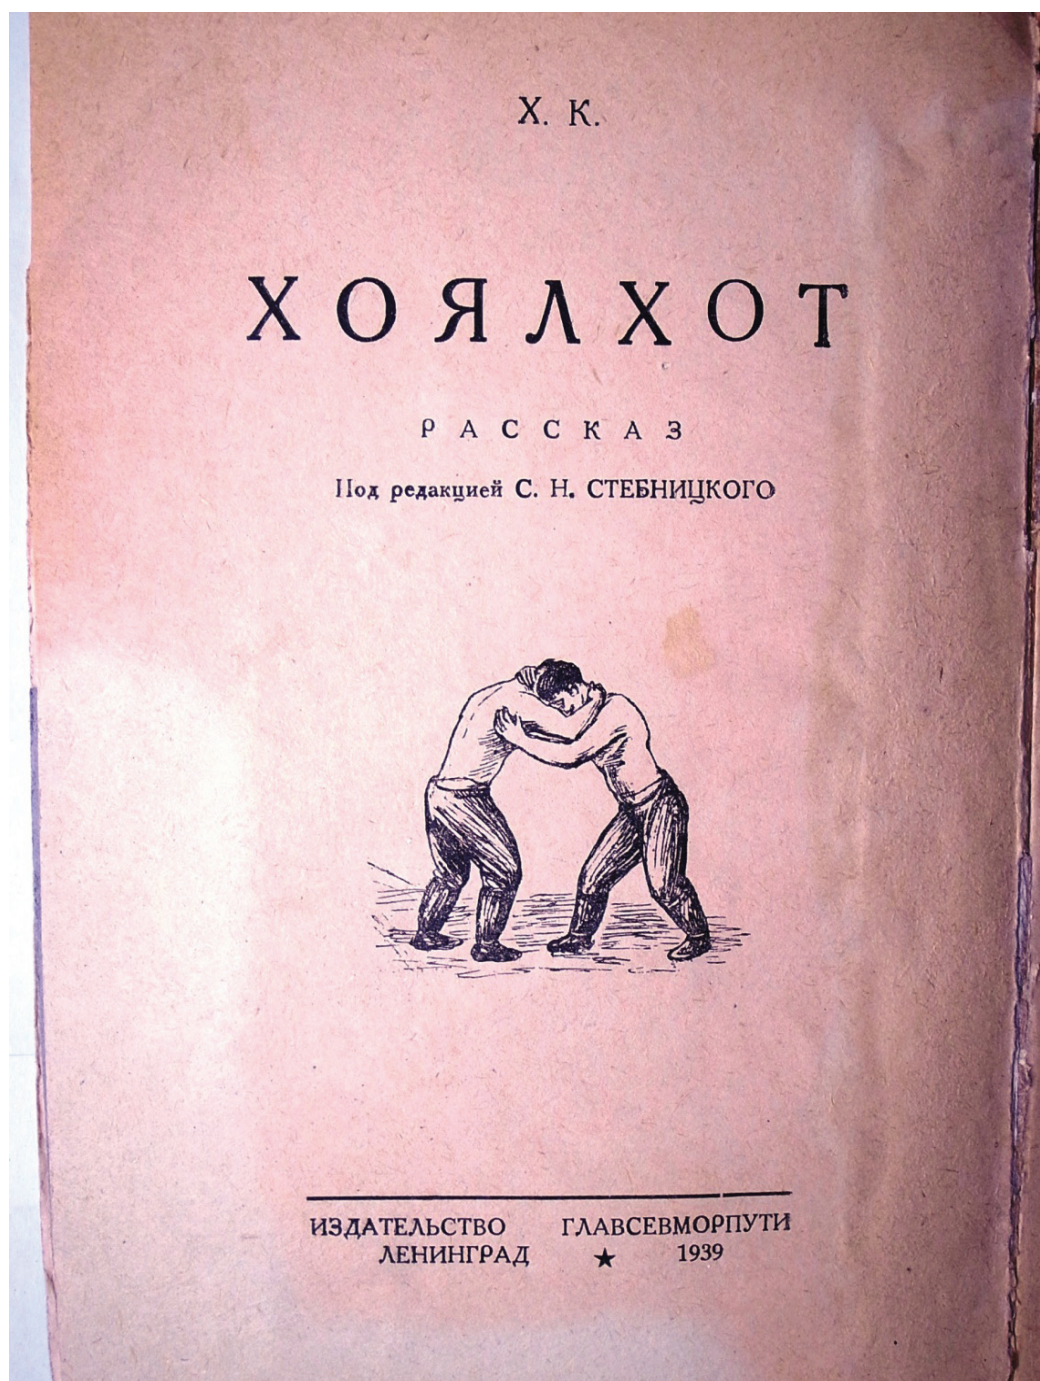 Х. К.
ХОЯЛХОТ
РАССКАЗ
Под редакцией С. Н. СТЕБНИЦКОГО
ИЗДАТЕЛЬСТВО ГЛАВСЕВМОРПУТИ
ЛЕНИНГРАД ★ 1939